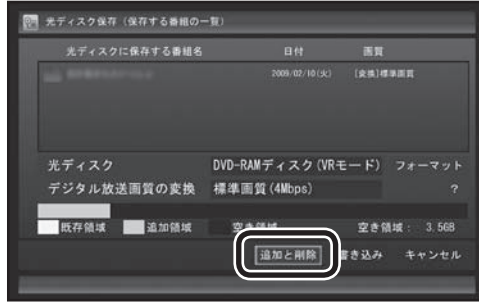 光ディスク保存（保存する番組の一覧）
光ディスクに保存する番組名 日付 画質
2009/02/10(火) [変換]標準画質
光ディスク DVD-RAMディスク(VRモード) フォーマット
デジタル放送画質の変換 標準画質(4Mbps) ?
既存領域 追加領域 空き領域 空き領域： 3.5GB
追加と削除 書き込み キャンセル